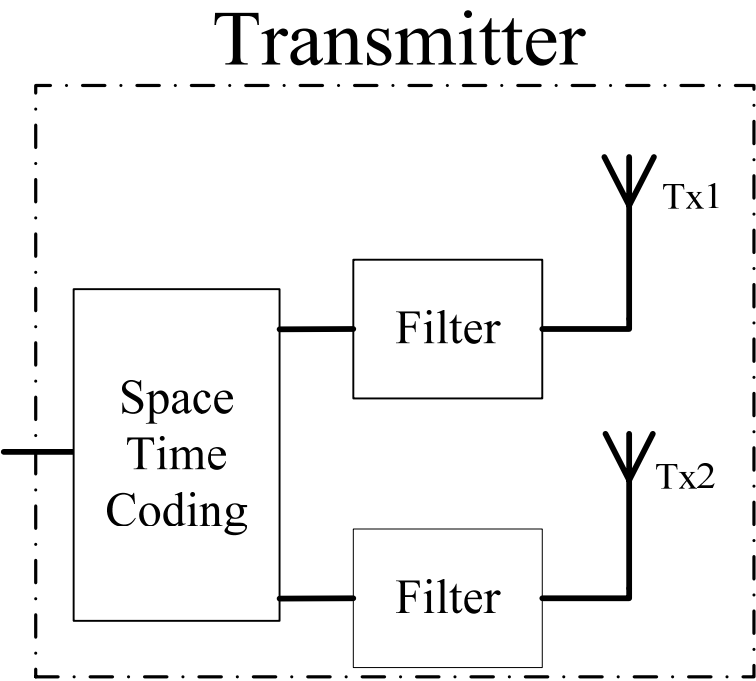 Transmitter
Tx1
Filter
Space
Time
Coding
Tx2
Filter